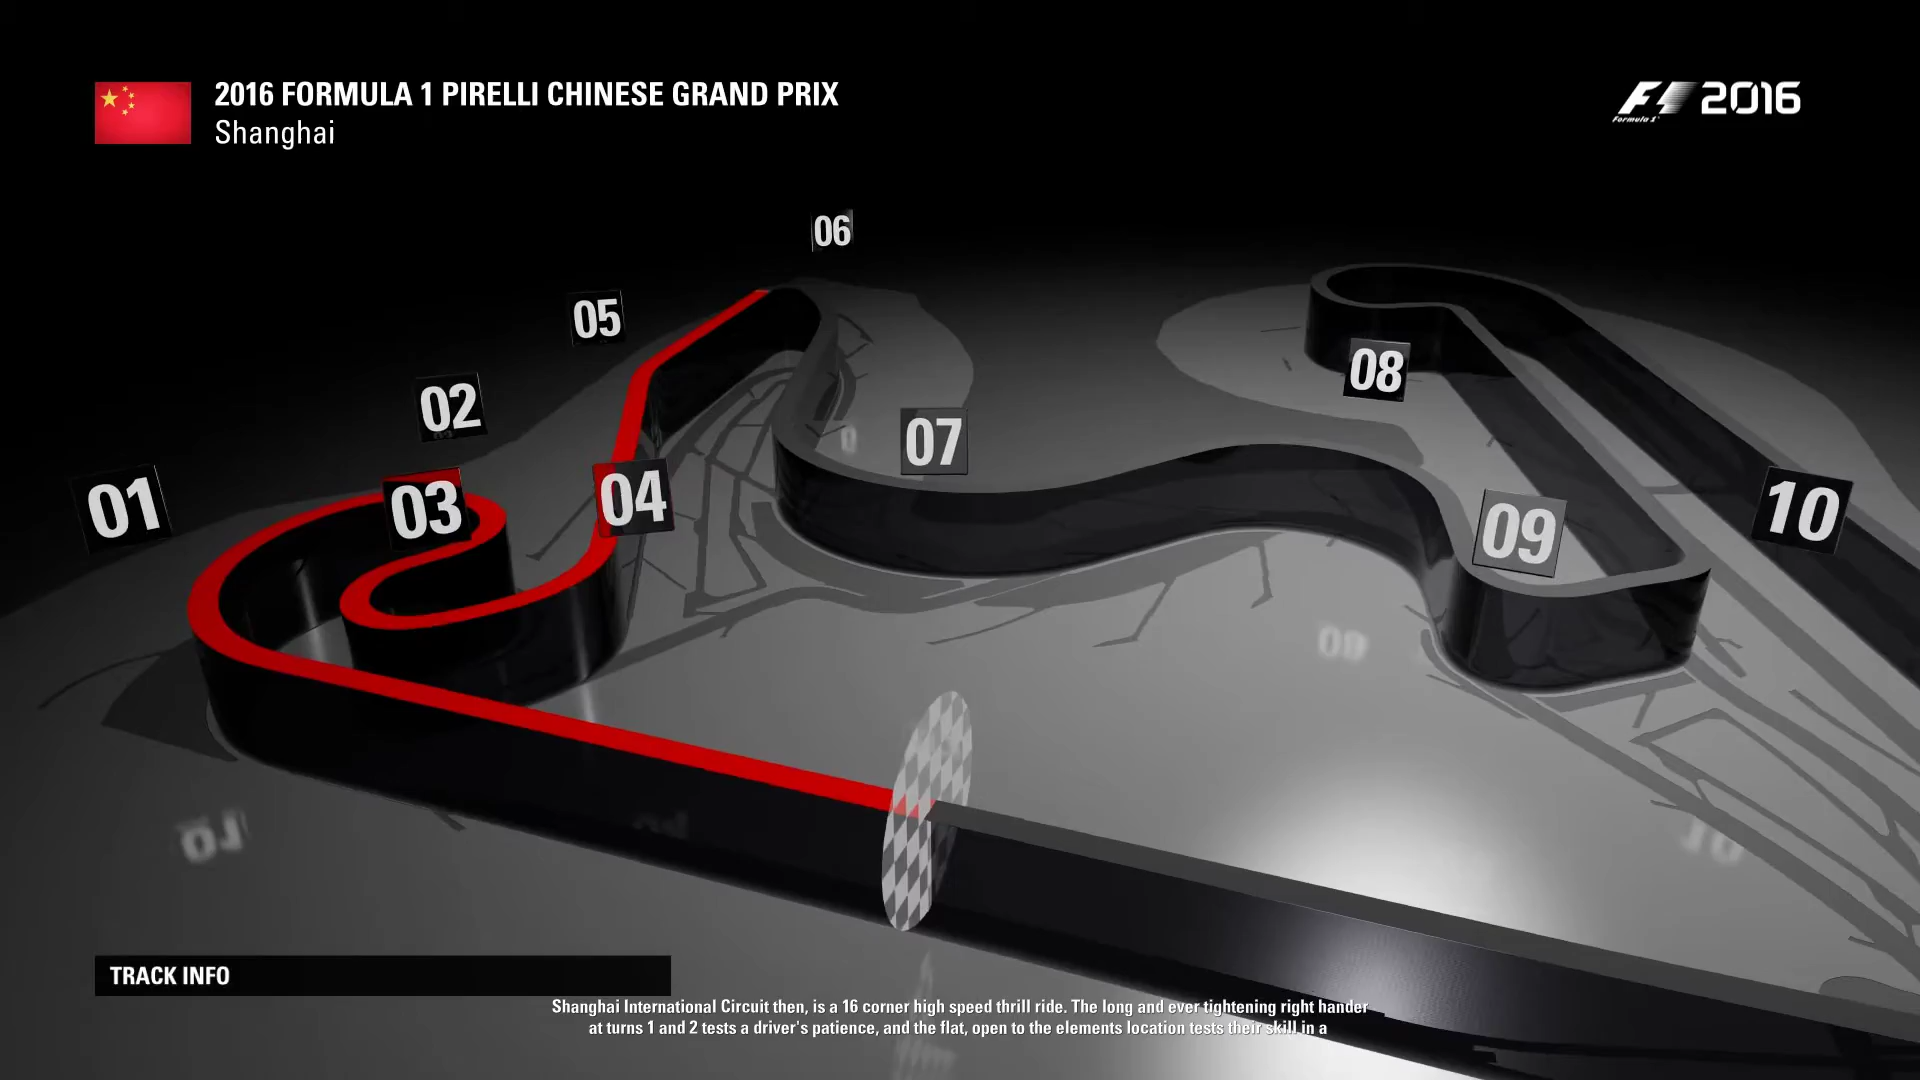 2016 FORMULA 1 PIRELLI CHINESE GRAND PRIX
Shanghai
F1 2016
Formula 1
06
05
08
02
07
01
03
04
09
10
TRACK INFO
Shanghai International Circuit then, is a 16 corner high speed thrill ride. The long and ever tightening right hander
at turns 1 and 2 tests a driver's patience, and the flat, open to the elements location tests their skill in a